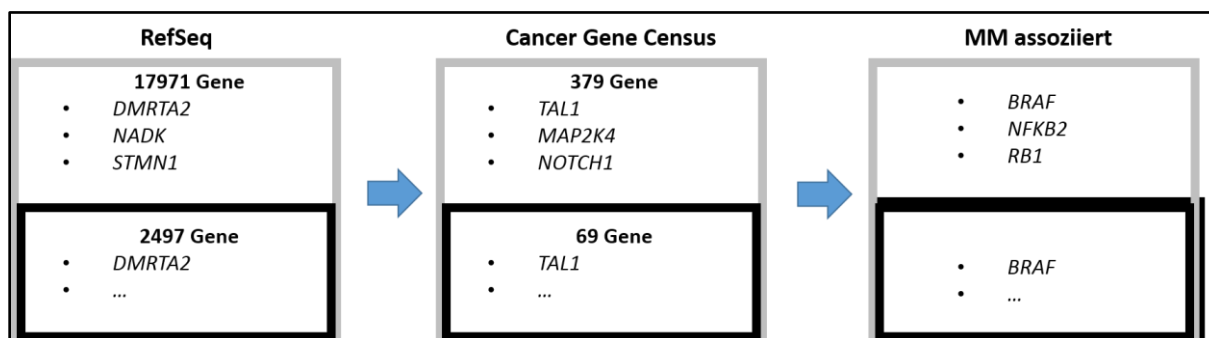 RefSeq
17971 Gene
• DMRTA2
• NADK
• STMN1
2497 Gene
• DMRTA2
• ...
Cancer Gene Census
379 Gene
• TAL1
• MAP2K4
• NOTCH1
69 Gene
• TAL1
• ...
MM assoziiert
• BRAF
• NFKB2
• RB1
• BRAF
• ...